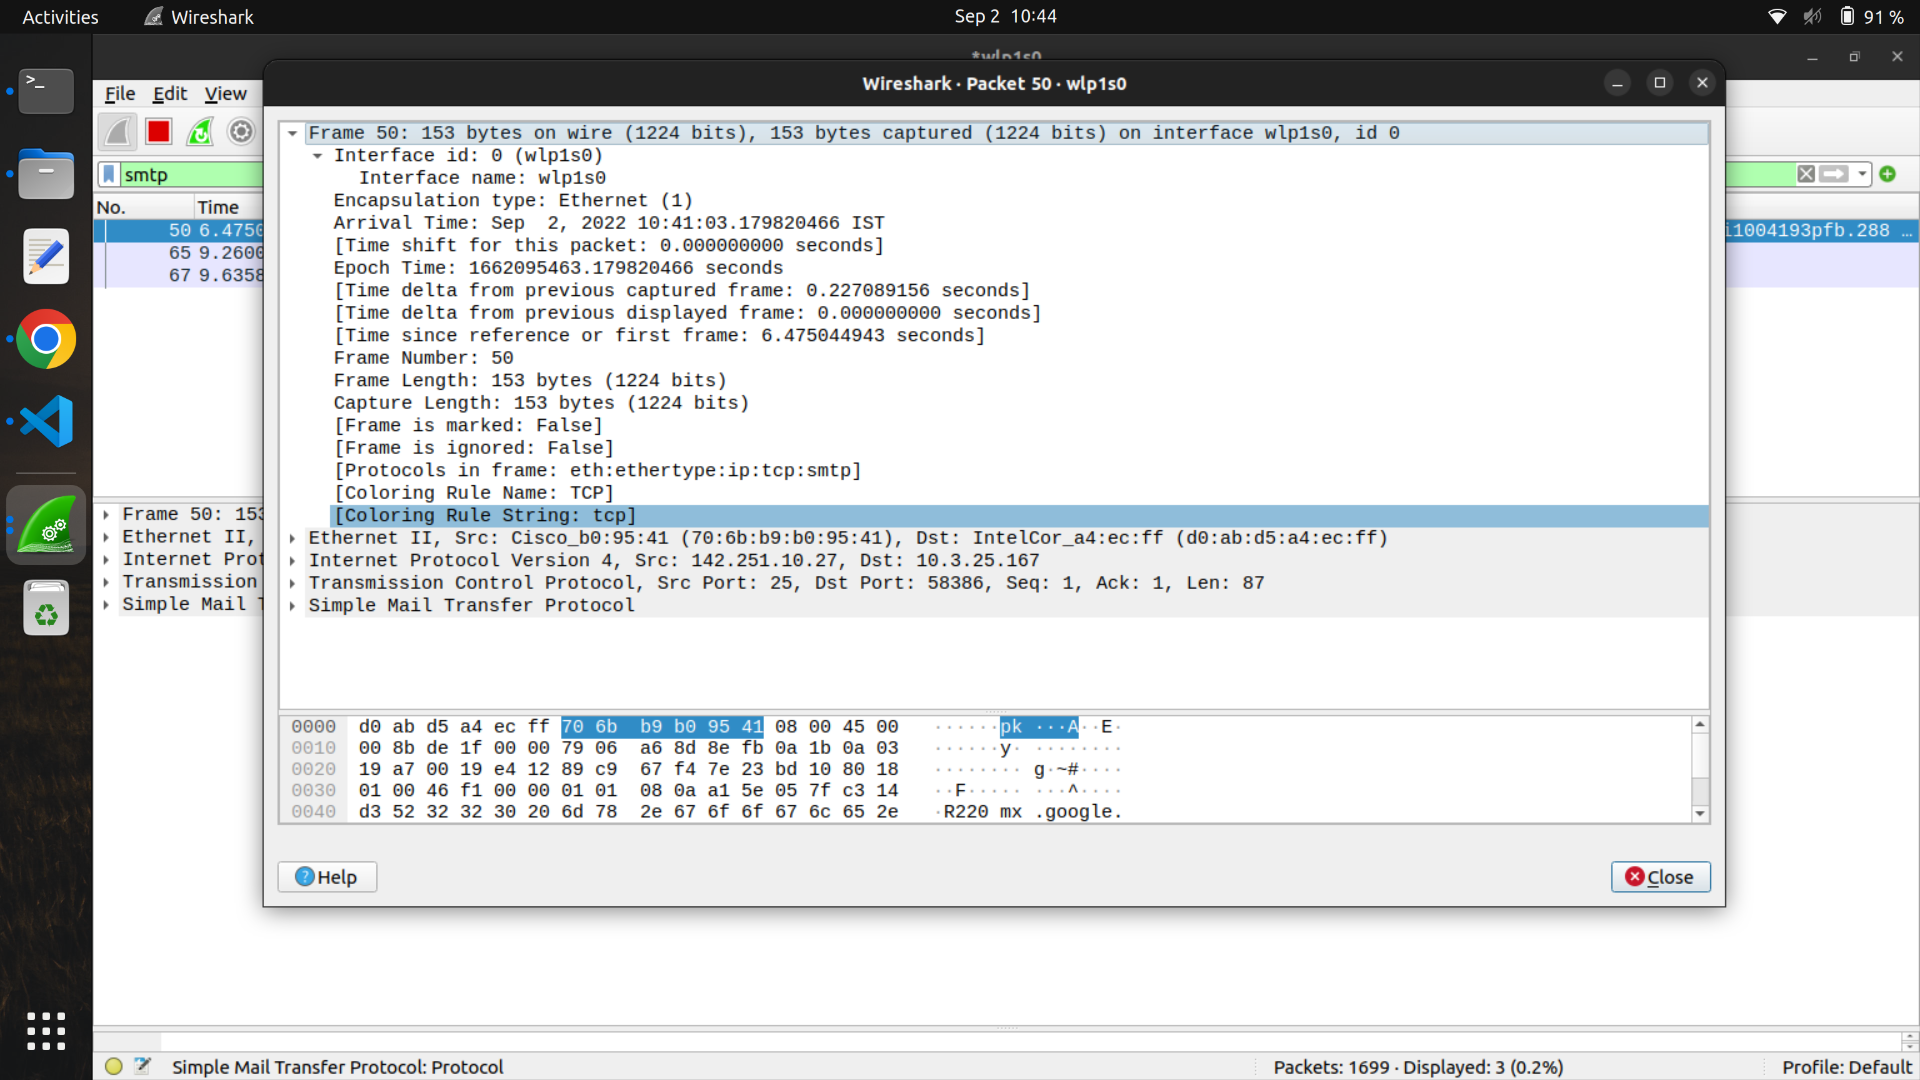 Activities
Wireshark
Sep 2 10:44
91 %
*wlp1s0
File Edit View
smtp
No. Time
50 6.4750
65 9.2600
67 9.6358
i1004193pfb.288 …
Frame 50: 153
Ethernet II,
Internet Prot
Transmission
Simple Mail T
Wireshark · Packet 50 · wlp1s0
Frame 50: 153 bytes on wire (1224 bits), 153 bytes captured (1224 bits) on interface wlp1s0, id 0
Interface id: 0 (wlp1s0)
Interface name: wlp1s0
Encapsulation type: Ethernet (1)
Arrival Time: Sep  2, 2022 10:41:03.179820466 IST
[Time shift for this packet: 0.000000000 seconds]
Epoch Time: 1662095463.179820466 seconds
[Time delta from previous captured frame: 0.227089156 seconds]
[Time delta from previous displayed frame: 0.000000000 seconds]
[Time since reference or first frame: 6.475044943 seconds]
Frame Number: 50
Frame Length: 153 bytes (1224 bits)
Capture Length: 153 bytes (1224 bits)
[Frame is marked: False]
[Frame is ignored: False]
[Protocols in frame: eth:ethertype:ip:tcp:smtp]
[Coloring Rule Name: TCP]
[Coloring Rule String: tcp]
Ethernet II, Src: Cisco_b0:95:41 (70:6b:b9:b0:95:41), Dst: IntelCor_a4:ec:ff (d0:ab:d5:a4:ec:ff)
Internet Protocol Version 4, Src: 142.251.10.27, Dst: 10.3.25.167
Transmission Control Protocol, Src Port: 25, Dst Port: 58386, Seq: 1, Ack: 1, Len: 87
Simple Mail Transfer Protocol
0000 d0 ab d5 a4 ec ff 70 6b b9 b0 95 41 08 00 45 00 ······pk ···A··E·
0010 00 8b de 1f 00 00 79 06 a6 8d 8e fb 0a 1b 0a 03 ······y· ········
0020 19 a7 00 19 e4 12 89 c9 67 f4 7e 23 bd 10 80 18 ········ g·~#····
0030 01 00 46 f1 00 00 01 01 08 0a a1 5e 05 7f c3 14 ··F····· ···^····
0040 d3 52 32 32 30 20 6d 78 2e 67 6f 6f 67 6c 65 2e ·R220 mx .google.
Help
Close
Simple Mail Transfer Protocol: Protocol
Packets: 1699 · Displayed: 3 (0.2%)
Profile: Default